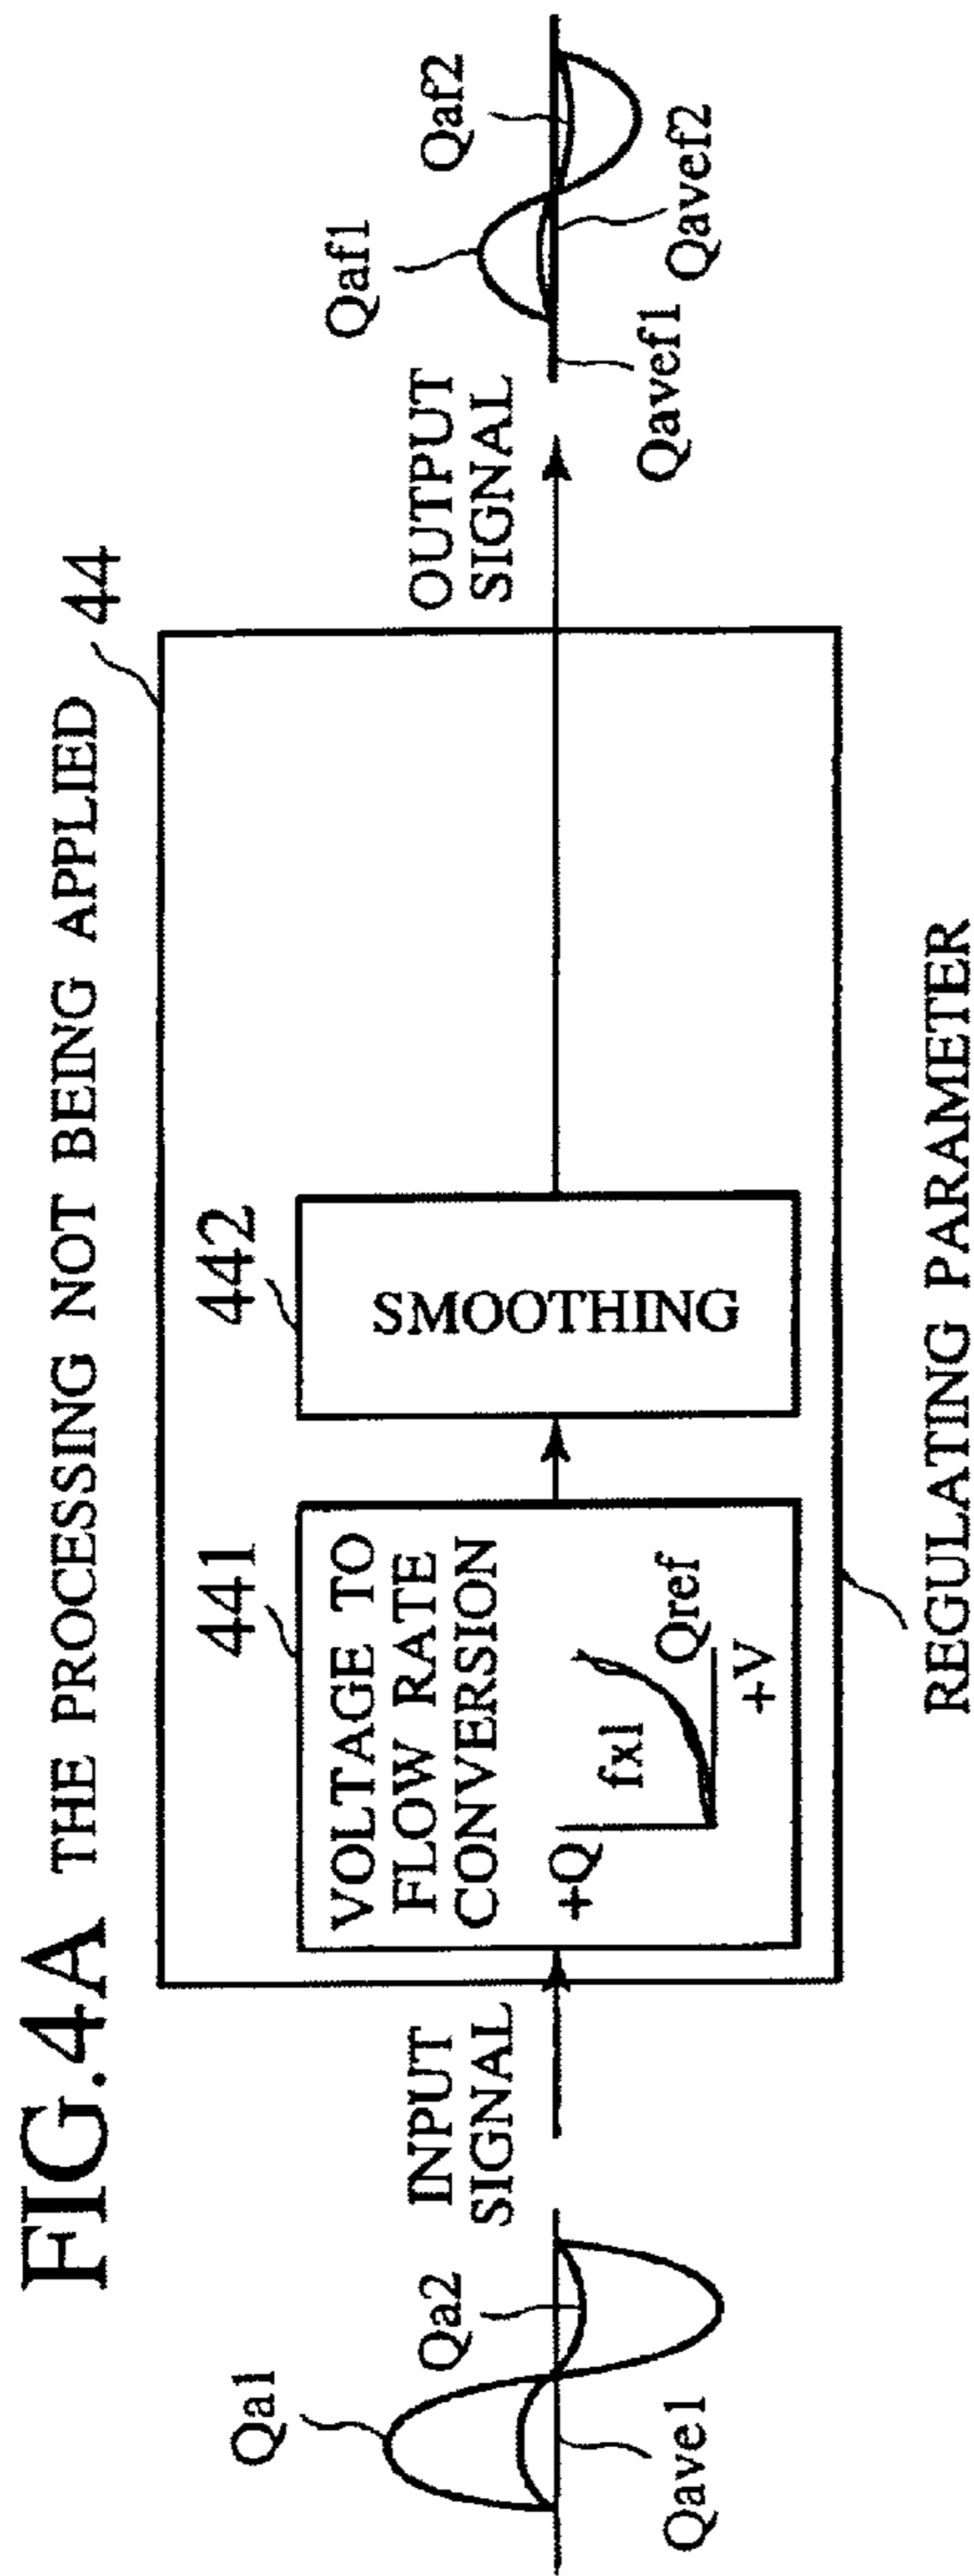 FIG.4A THE PROCESSING NOT BEING APPLIED
44
Qa1
Qa2
Qave1
INPUT
SIGNAL
441
VOLTAGE TO
FLOW RATE
CONVERSION
+Q
fx1
Qref
+V
442
SMOOTHING
OUTPUT
SIGNAL
Qaf1
Qaf2
Qavef1
Qavef2
REGULATING PARAMETER